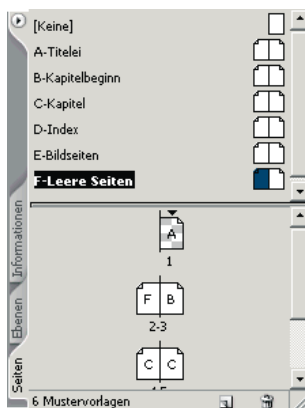 [Keine]
A-Titelei
B-Kapitelbeginn
C-Kapitel
D-Index
E-Bildseiten
F-Leere Seiten
Informationen
Ebenen
Seiten
A
1
F B
2-3
C C
6 Mustervorlagen